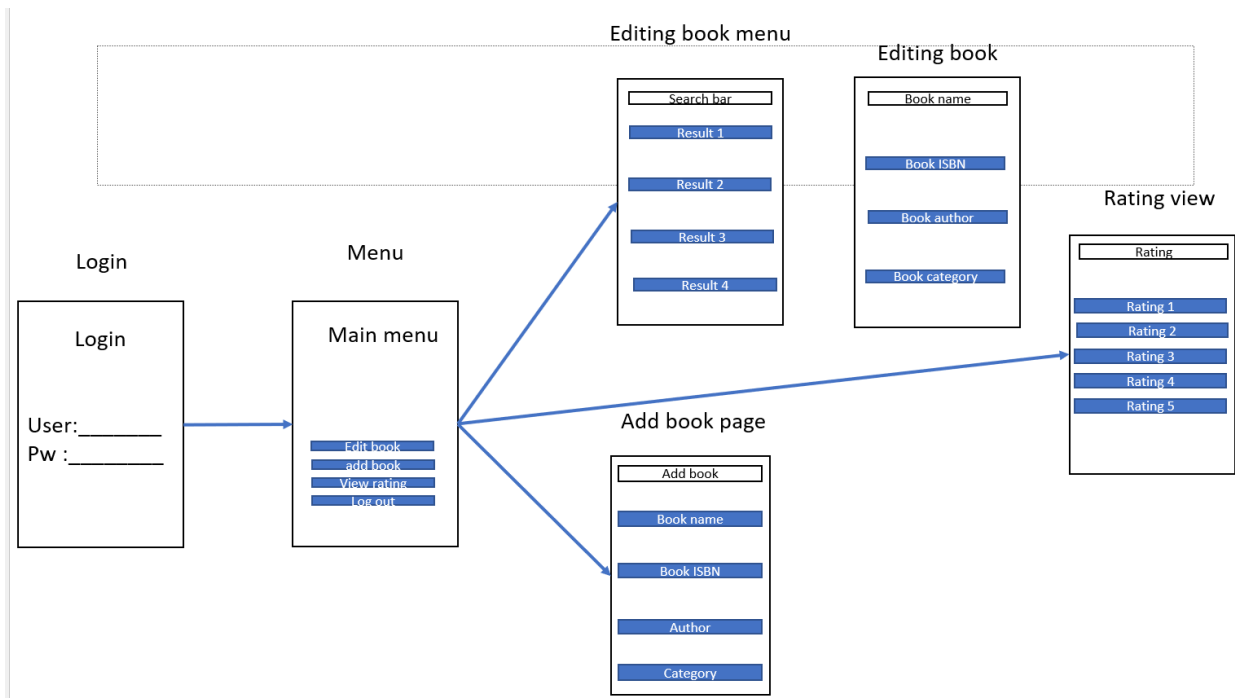 Editing book menu
Editing book
Search bar
Result 1
Result 2
Result 3
Result 4
Book name
Book ISBN
Book author
Book category
Rating view
Rating
Rating 1
Rating 2
Rating 3
Rating 4
Rating 5
Login
Login
User:________
Pw :_________
Menu
Main menu
Edit book
add book
View rating
Log out
Add book page
Add book
Book name
Book ISBN
Author
Category